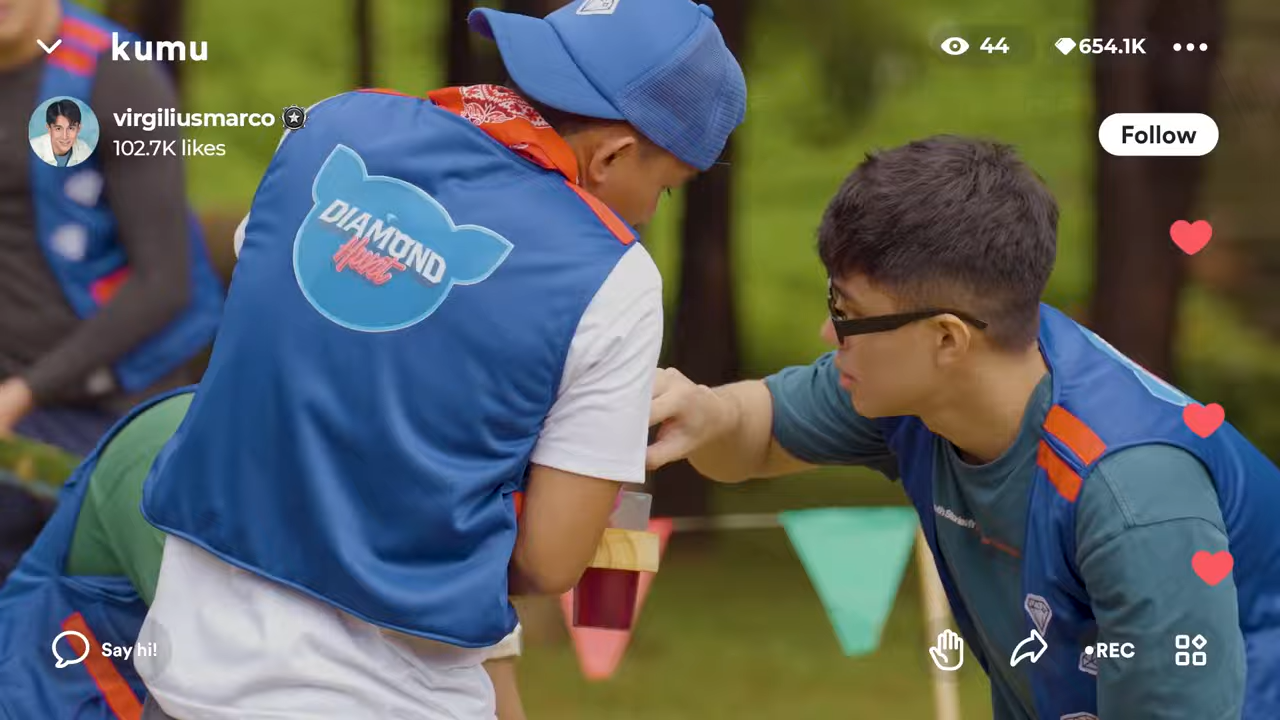 kumu
44
654.1K
virgiliusmarco
102.7K likes
Follow
DIAMOND
Hunt
Say hi!
REC